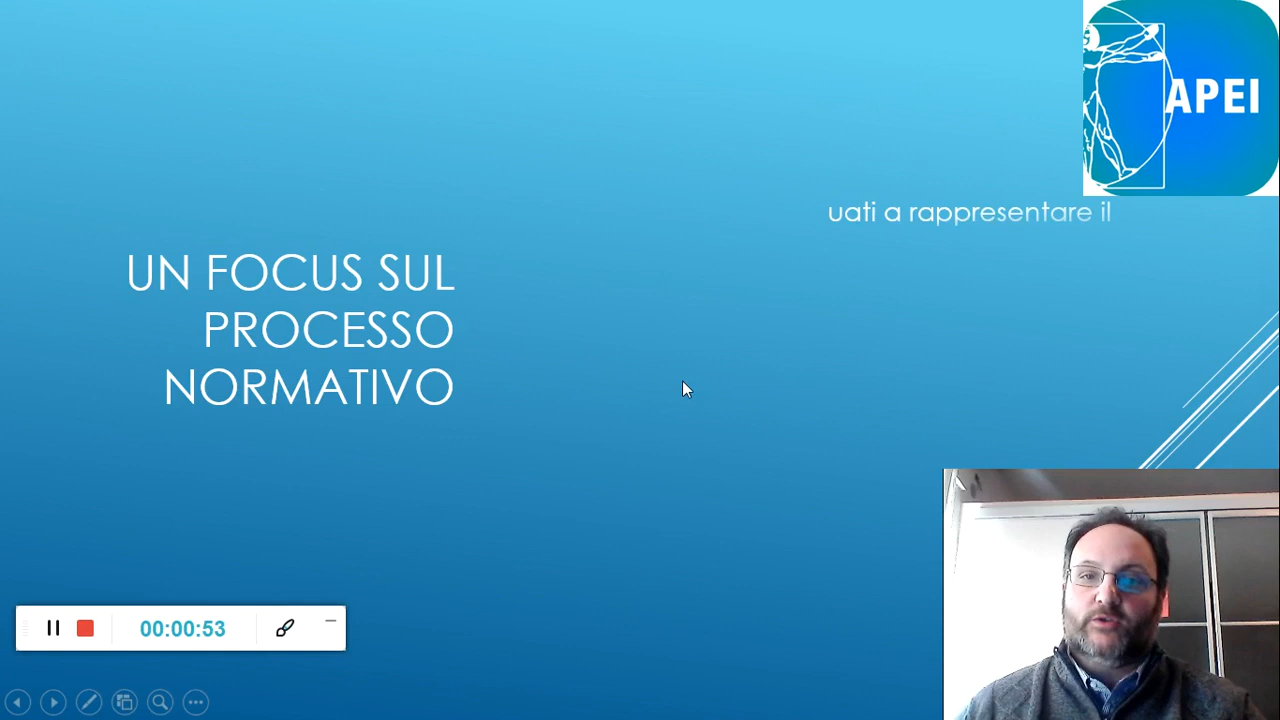 APEI
uati a rappresentare il
UN FOCUS SUL
PROCESSO
NORMATIVO
00:00:53